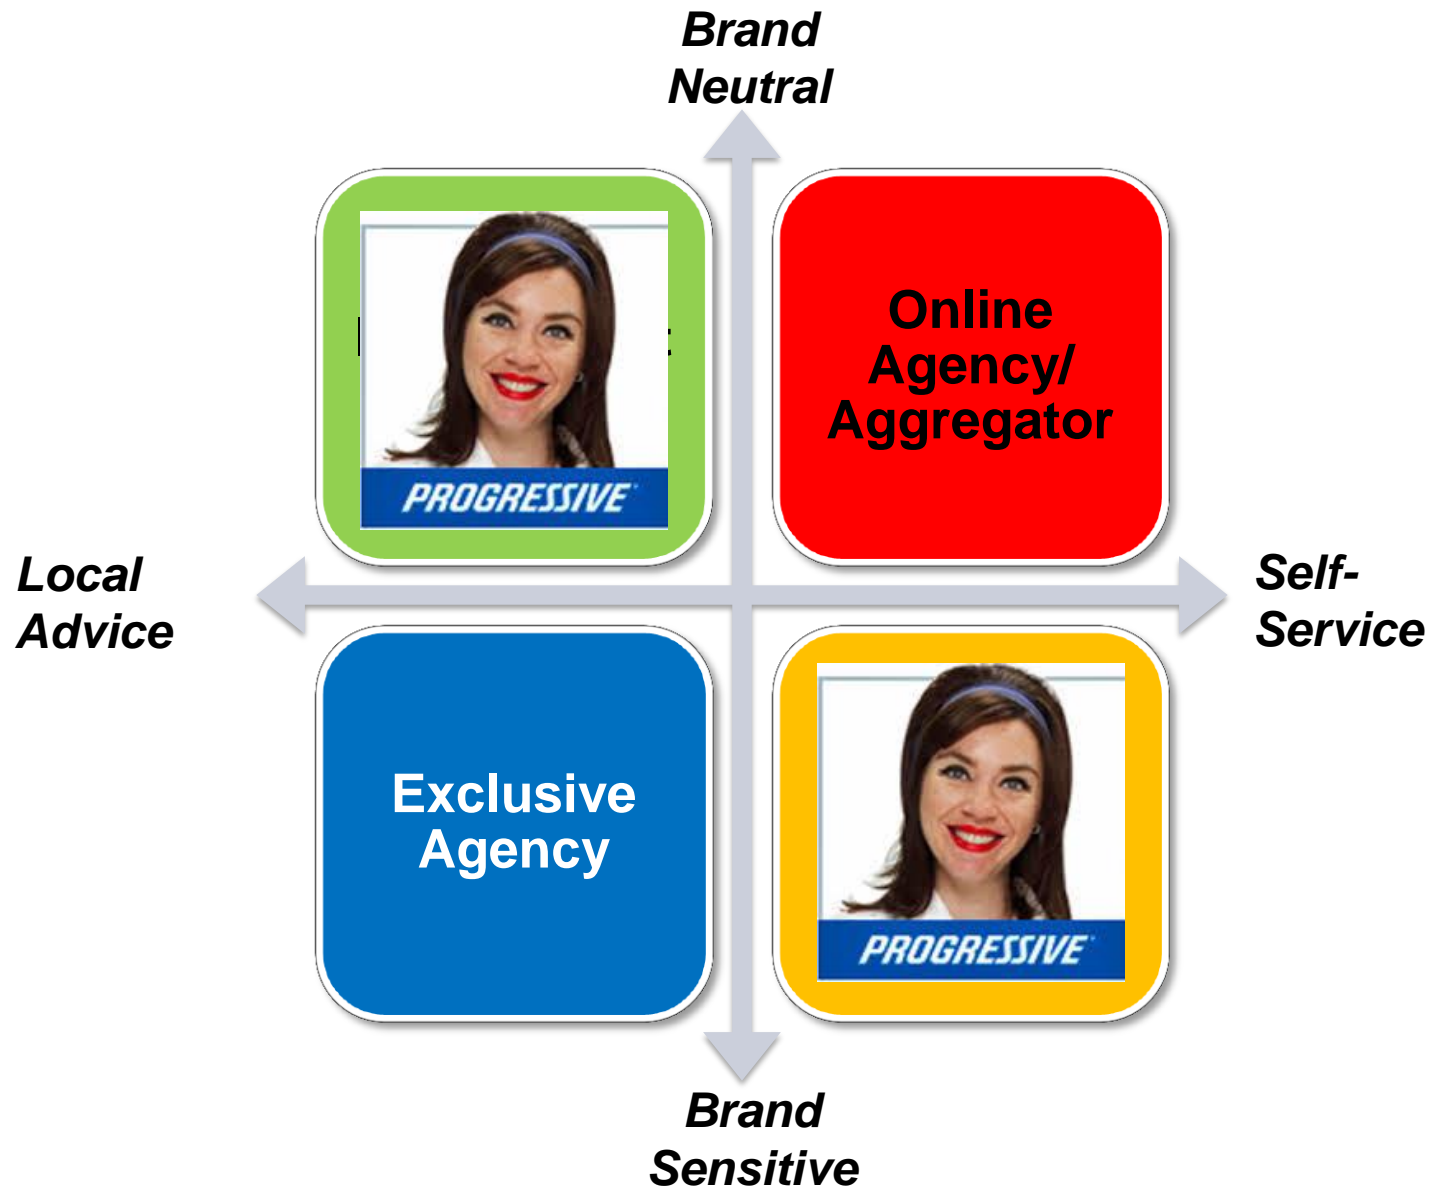 Brand
Neutral
PROGRESSIVE
Online
Agency/
Aggregator
Local
Advice
Self-
Service
Exclusive
Agency
PROGRESSIVE
Brand
Sensitive